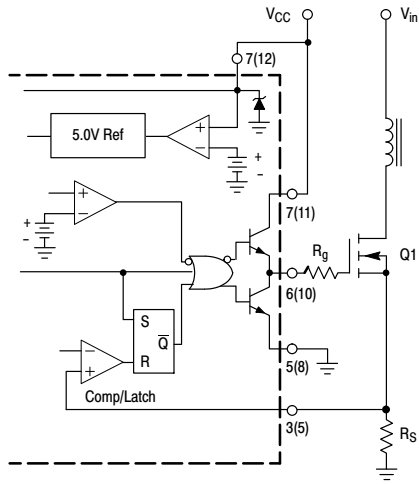 VCC
Vin
7(12)
5.0V Ref
+
–
+
–
7(11)
+
–
+
–
Rg
Q1
6(10)
S
Q̅
R
5(8)
–
+
Comp/Latch
3(5)
RS